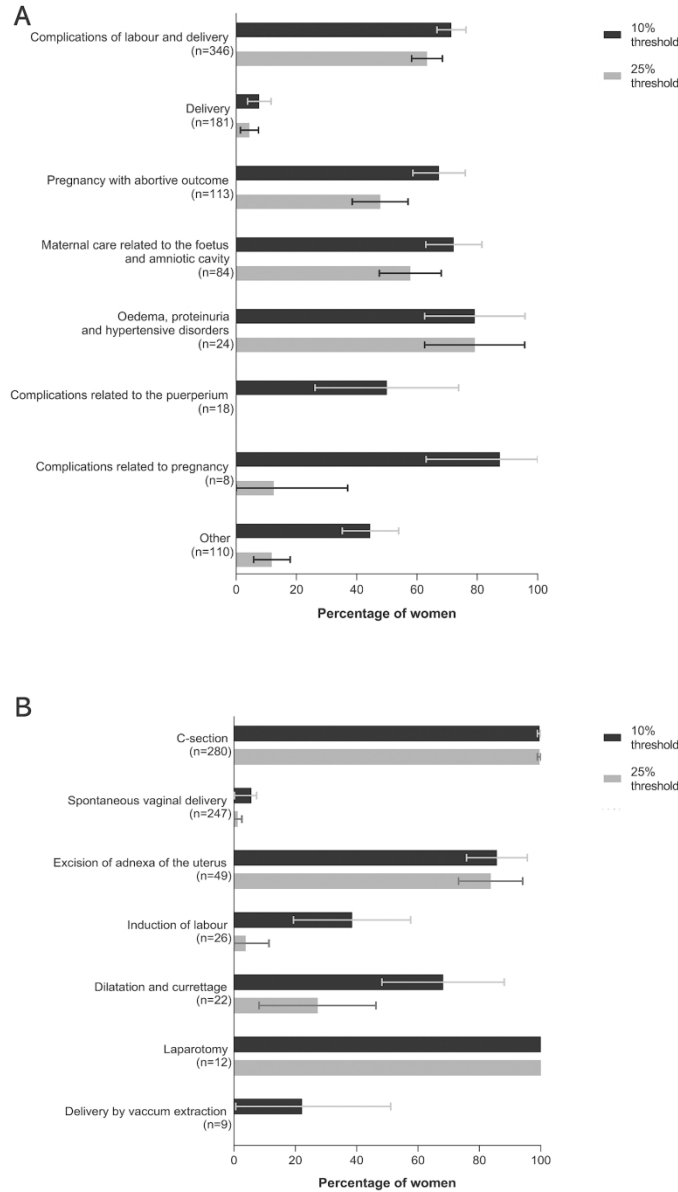 A
10%
threshold
25%
threshold
Complications of labour and delivery
(n=346)
Delivery
(n=181)
Pregnancy with abortive outcome
(n=113)
Maternal care related to the foetus
and amniotic cavity
(n=84)
Oedema, proteinuria
and hypertensive disorders
(n=24)
Complications related to the puerperium
(n=18)
Complications related to pregnancy
(n=8)
Other
(n=110)
0 20 40 60 80 100
Percentage of women
B
10%
threshold
25%
threshold
C-section
(n=280)
Spontaneous vaginal delivery
(n=247)
Excision of adnexa of the uterus
(n=49)
Induction of labour
(n=26)
Dilatation and currettage
(n=22)
Laparotomy
(n=12)
Delivery by vaccum extraction
(n=9)
0 20 40 60 80 100
Percentage of women